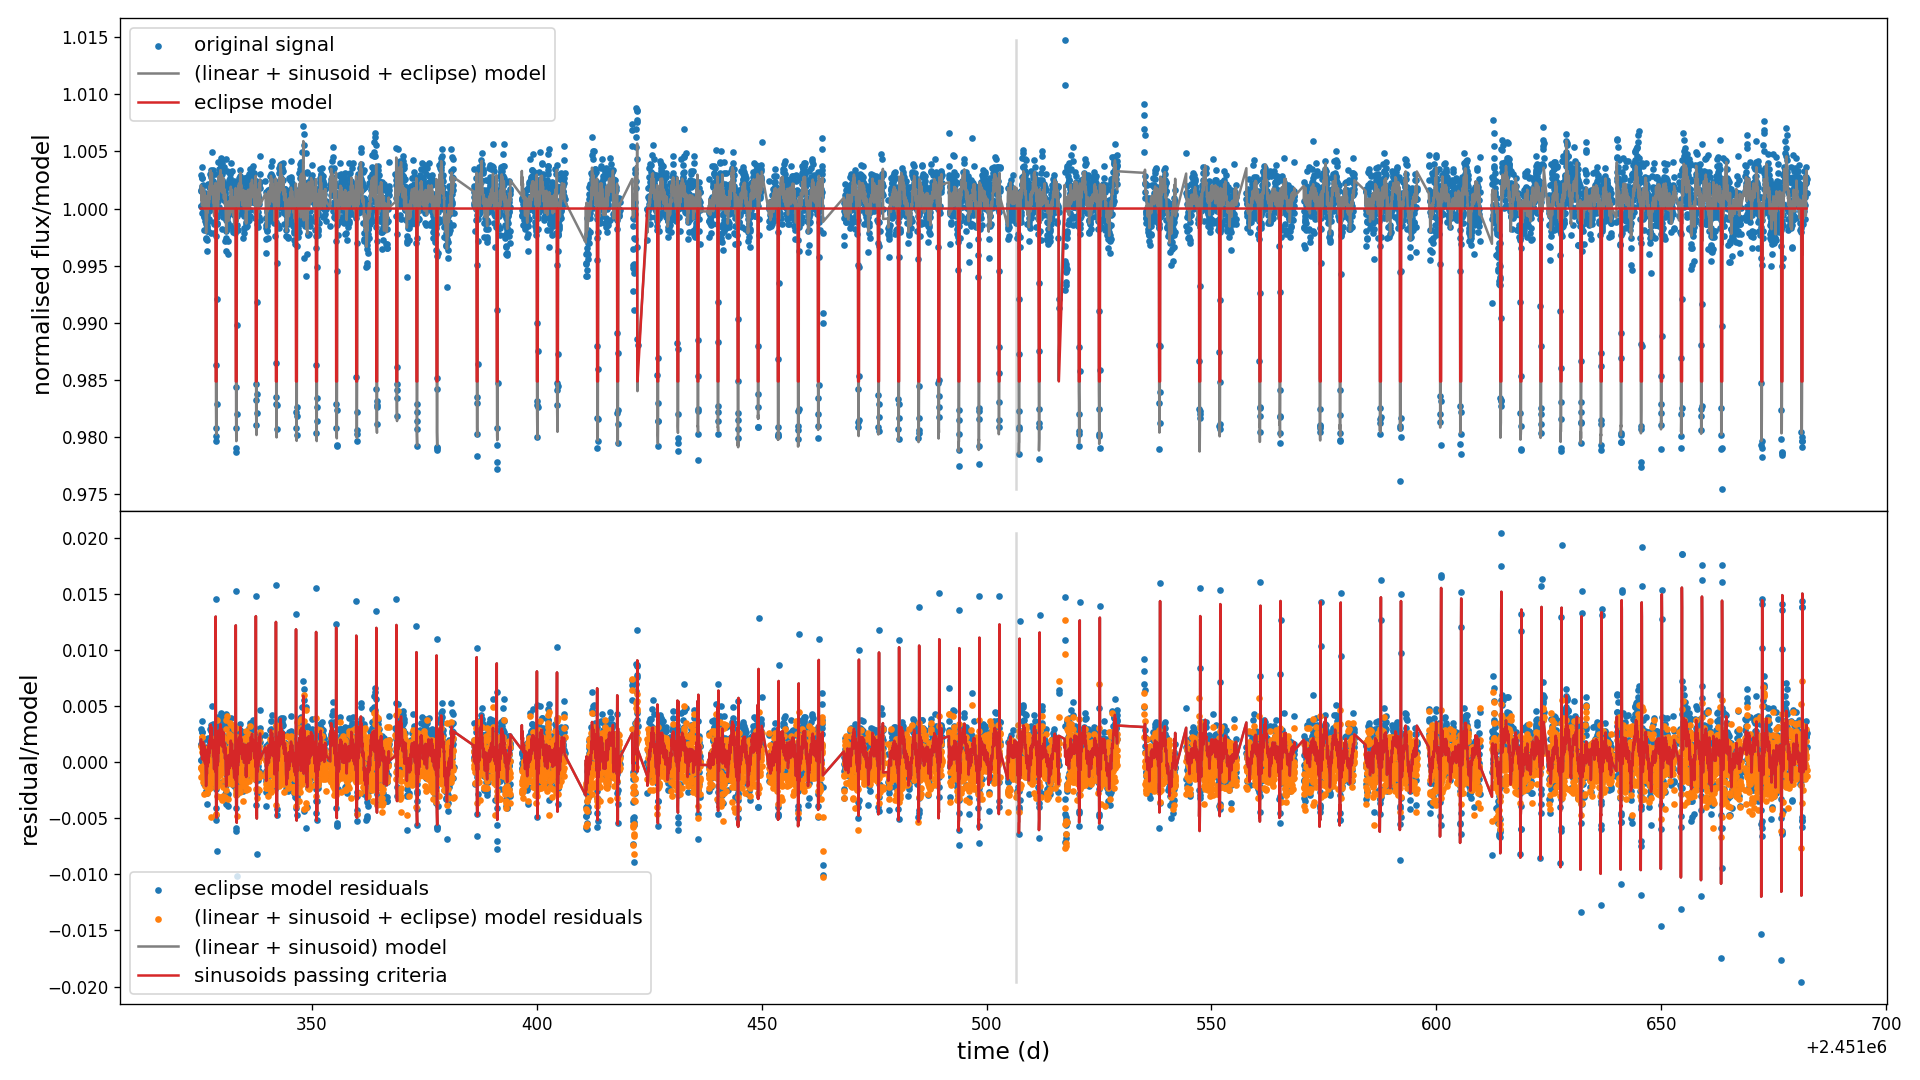 original signal
(linear + sinusoid + eclipse) model
eclipse model
normalised flux/model
1.015
1.010
1.005
1.000
0.995
0.990
0.985
0.980
0.975
residual/model
0.020
0.015
0.010
0.005
0.000
−0.005
−0.010
−0.015
−0.020
eclipse model residuals
(linear + sinusoid + eclipse) model residuals
(linear + sinusoid) model
sinusoids passing criteria
350 400 450 500 550 600 650 700
time (d)
+2.451e6